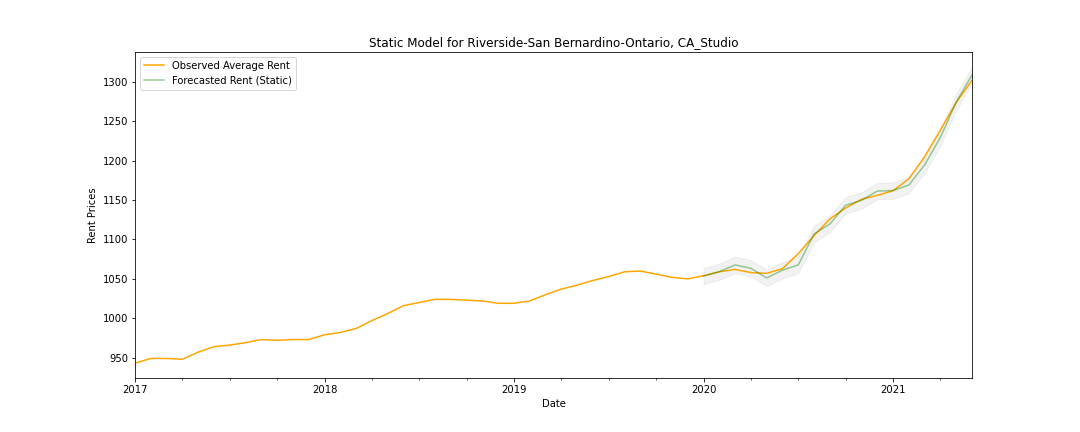 Static Model for Riverside-San Bernardino-Ontario, CA_Studio
Observed Average Rent
Forecasted Rent (Static)
1300
1250
1200
1150
1100
1050
1000
950
Rent Prices
2017
2018
2019
2020
2021
Date